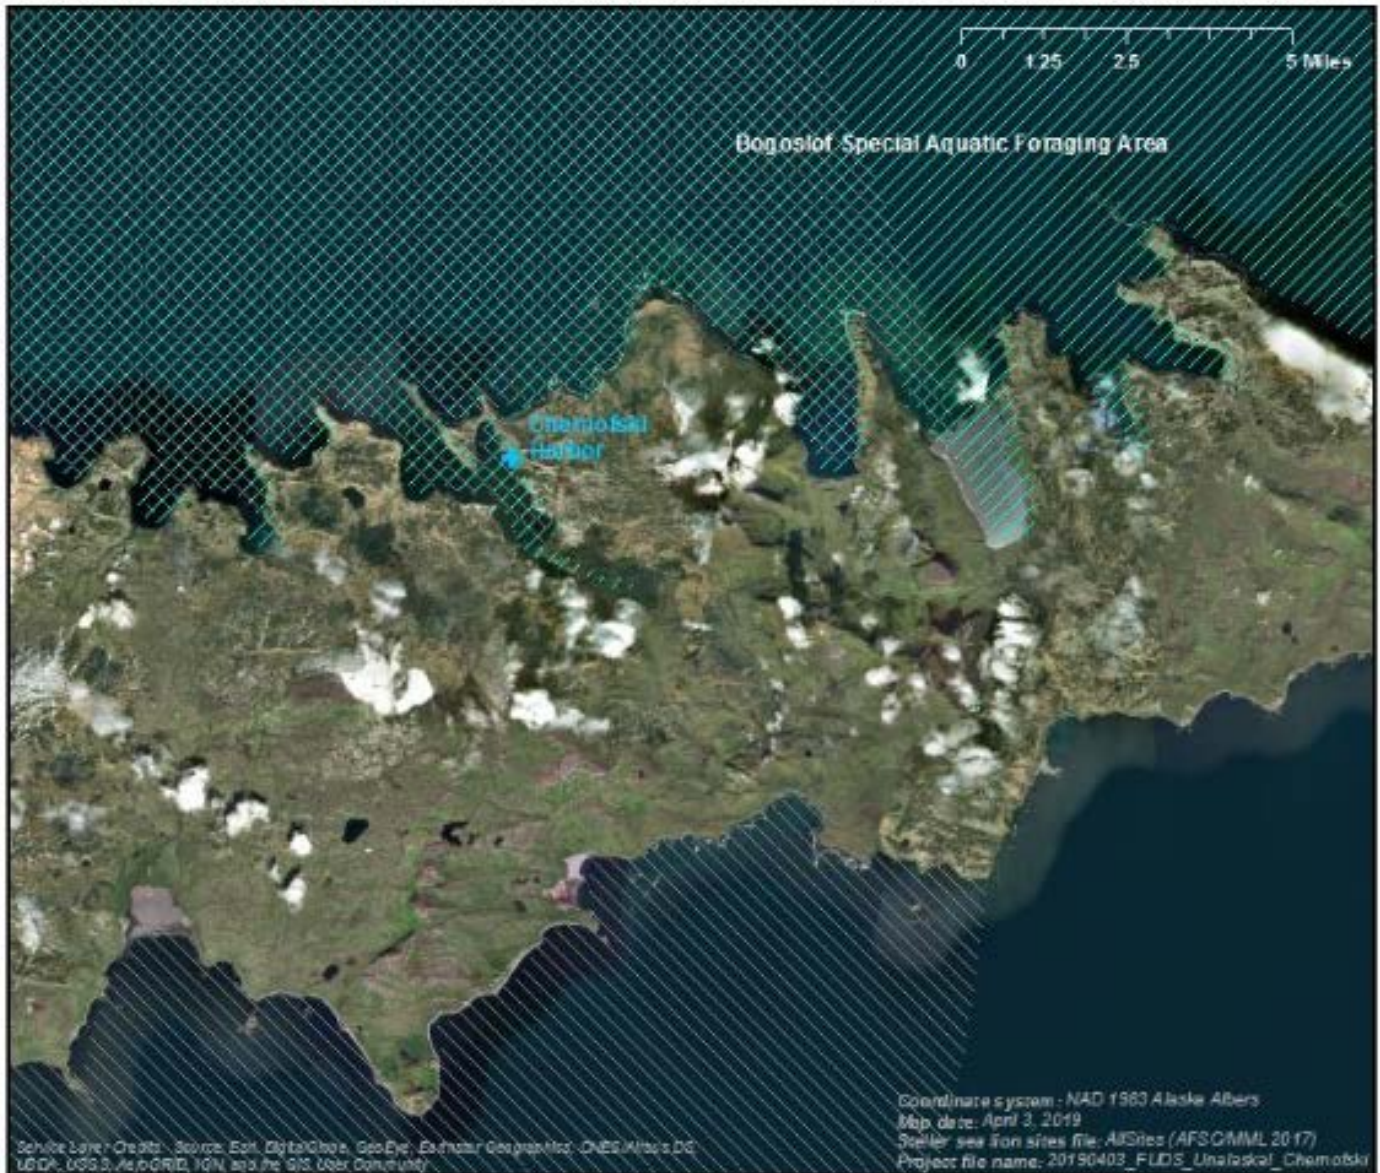 0 1.25 2.5 5 Miles
Bogoslof Special Aquatic Foraging Area
Chernofski
Harbor
Coordinate system: NAD 1983 Alaska Albers
Map date: April 3, 2019
Steller sea lion sites file: AllSites (AFSC/MML 2017)
Project file name: 20190403_FUDS_Unalaska|_Chernofski
Service Layer Credits: Source: Esri, DigitalGlobe, GeoEye, Earthstar Geographics, CNES/Airbus DS,
USDA, USGS, AeroGRID, IGN, and the GIS User Community